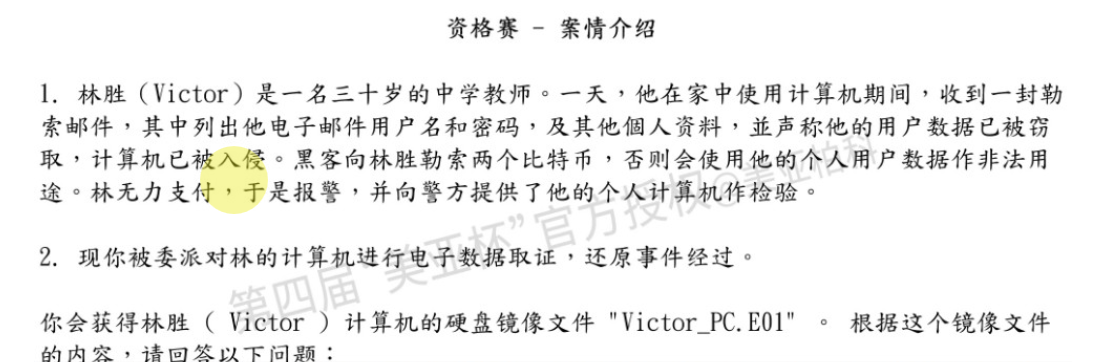 资格赛 - 案情介绍
1. 林胜（Victor）是一名三十岁的中学教师。一天，他在家中使用计算机期间，收到一封勒
索邮件，其中列出他电子邮件用户名和密码，及其他個人资料，並声称他的用户数据已被窃
取，计算机已被入侵。黑客向林胜勒索两个比特币，否则会使用他的个人用户数据作非法用
途。林无力支付，于是报警，并向警方提供了他的个人计算机作检验。
2. 现你被委派对林的计算机进行电子数据取证，还原事件经过。
你会获得林胜（ Victor ）计算机的硬盘镜像文件 "Victor_PC.E01" 。 根据这个镜像文件
的内容，请回答以下问题：
第四届"美亚杯"官方授权@美亚柏科